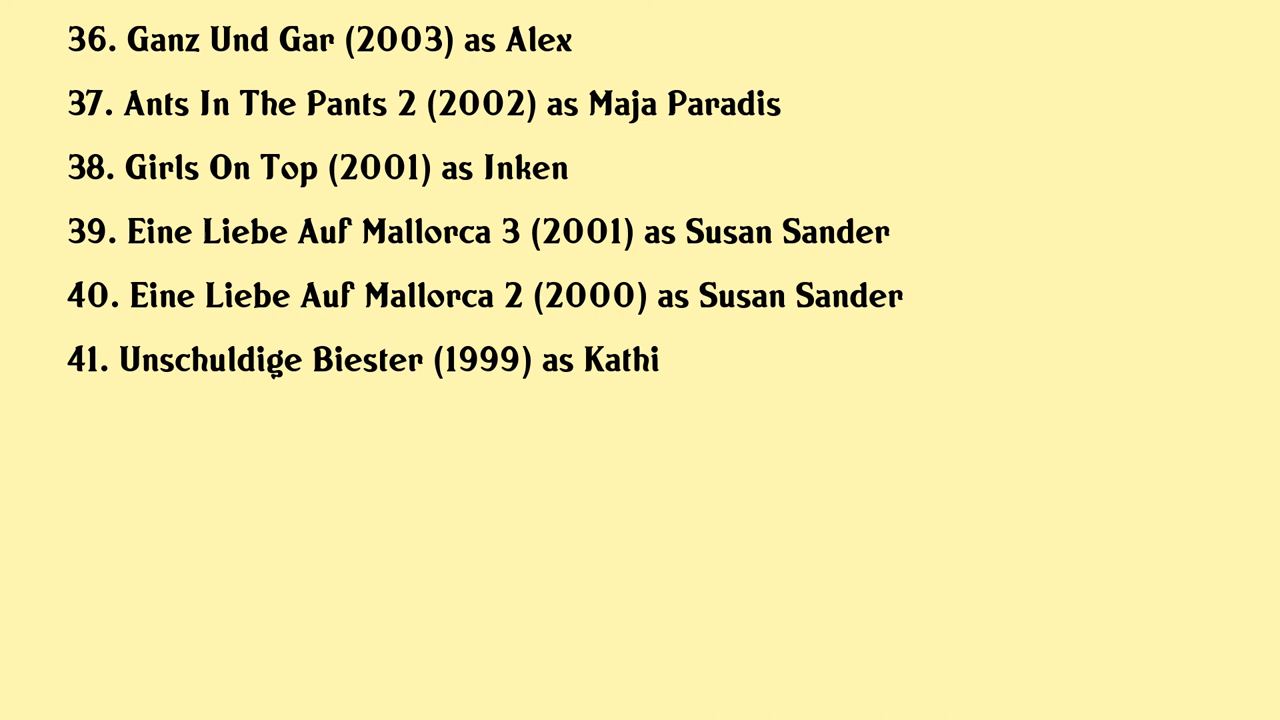 36. Ganz Und Gar (2003) as Alex
37. Ants In The Pants 2 (2002) as Maja Paradis
38. Girls On Top (2001) as Inken
39. Eine Liebe Auf Mallorca 3 (2001) as Susan Sander
40. Eine Liebe Auf Mallorca 2 (2000) as Susan Sander
41. Unschuldige Biester (1999) as Kathi